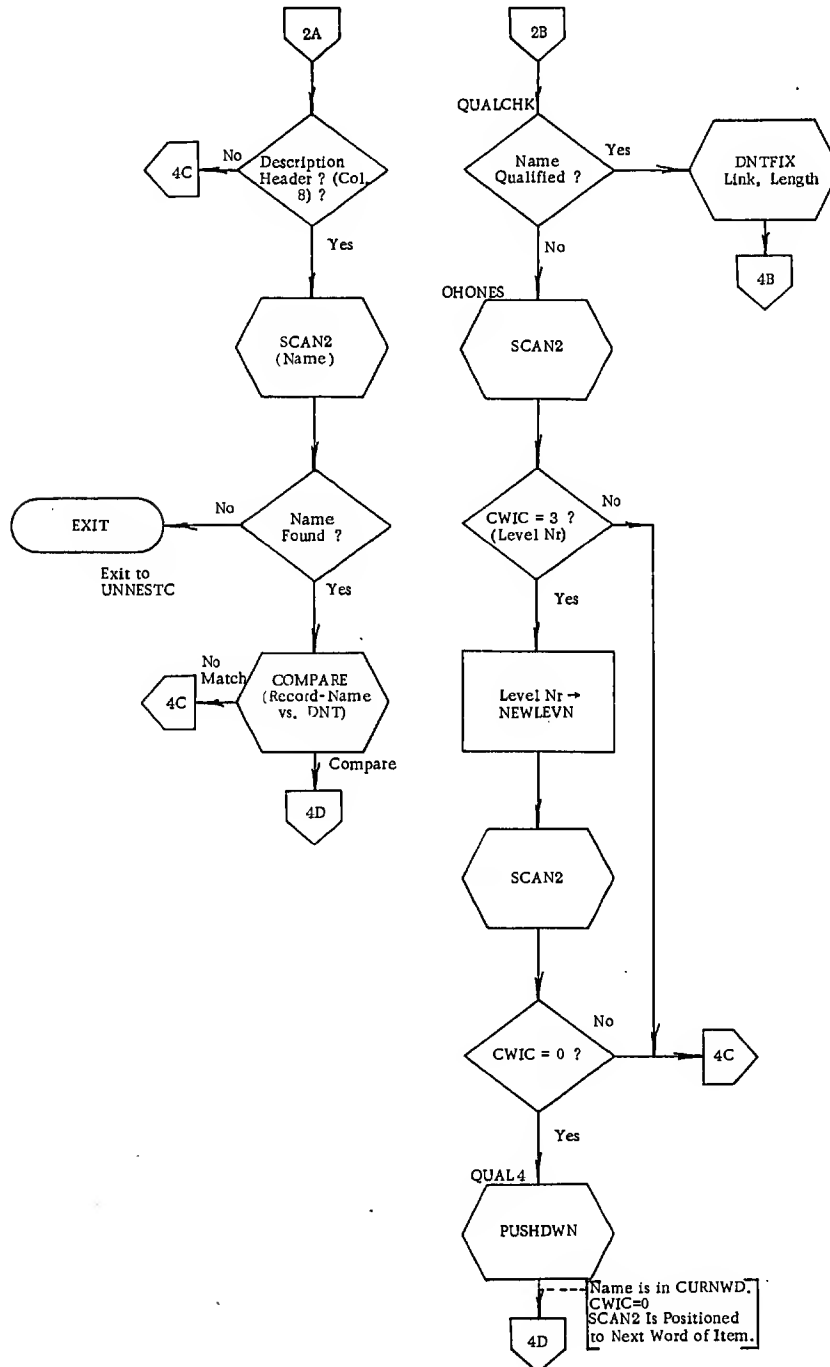 2A
4C
No
Description
Header ? (Col.
8) ?
Yes
SCAN2
(Name)
EXIT
No
Name
Found ?
Exit to
UNNESTC
Yes
No
Match
4C
COMPARE
(Record-Name
vs. DNT)
Compare
4D
2B
QUALCHK
Name
Qualified ?
Yes
DNTFIX
Link, Length
4B
No
OHONES
SCAN2
CWIC = 3 ?
(Level Nr)
No
Yes
Level Nr →
NEWLEVN
SCAN2
CWIC = 0 ?
No
4C
Yes
QUAL4
PUSHDWN
Name is in CURNWD.
CWIC=0
SCAN2 Is Positioned
to Next Word of Item.
4D